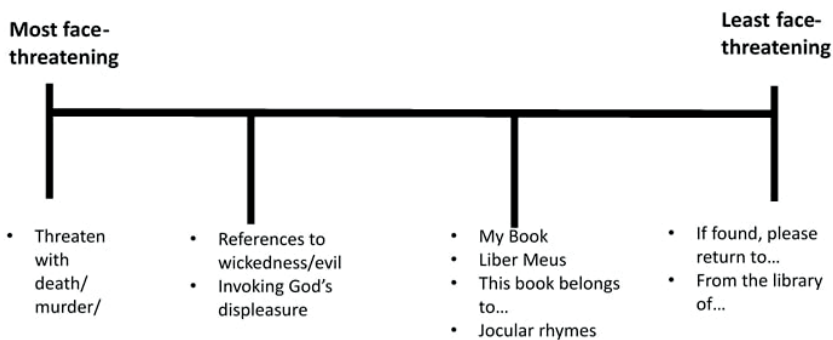 Most face-
threatening
Least face-
threatening
• Threaten
with
death/
murder/
• References to
wickedness/evil
• Invoking God's
displeasure
• My Book
• Liber Meus
• This book belongs
to…
• Jocular rhymes
• If found, please
return to…
• From the library
of…